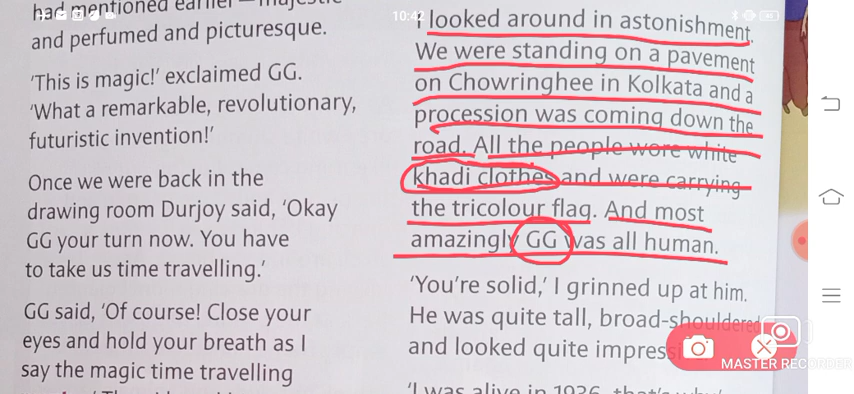 had mentioned earlier — majestic
and perfumed and picturesque.
'This is magic!' exclaimed GG.
'What a remarkable, revolutionary,
futuristic invention!'
Once we were back in the
drawing room Durjoy said, 'Okay
GG your turn now. You have
to take us time travelling.'
GG said, 'Of course! Close your
eyes and hold your breath as I
say the magic time travelling
10:42
I looked around in astonishment.
We were standing on a pavement
on Chowringhee in Kolkata and a
procession was coming down the
road. All the people wore white
khadi clothes and were carrying
the tricolour flag. And most
amazingly GG was all human.
'You're solid,' I grinned up at him.
He was quite tall, broad-shouldered
and looked quite
'I was alive in 1936, that's why'
MASTER RECORDER